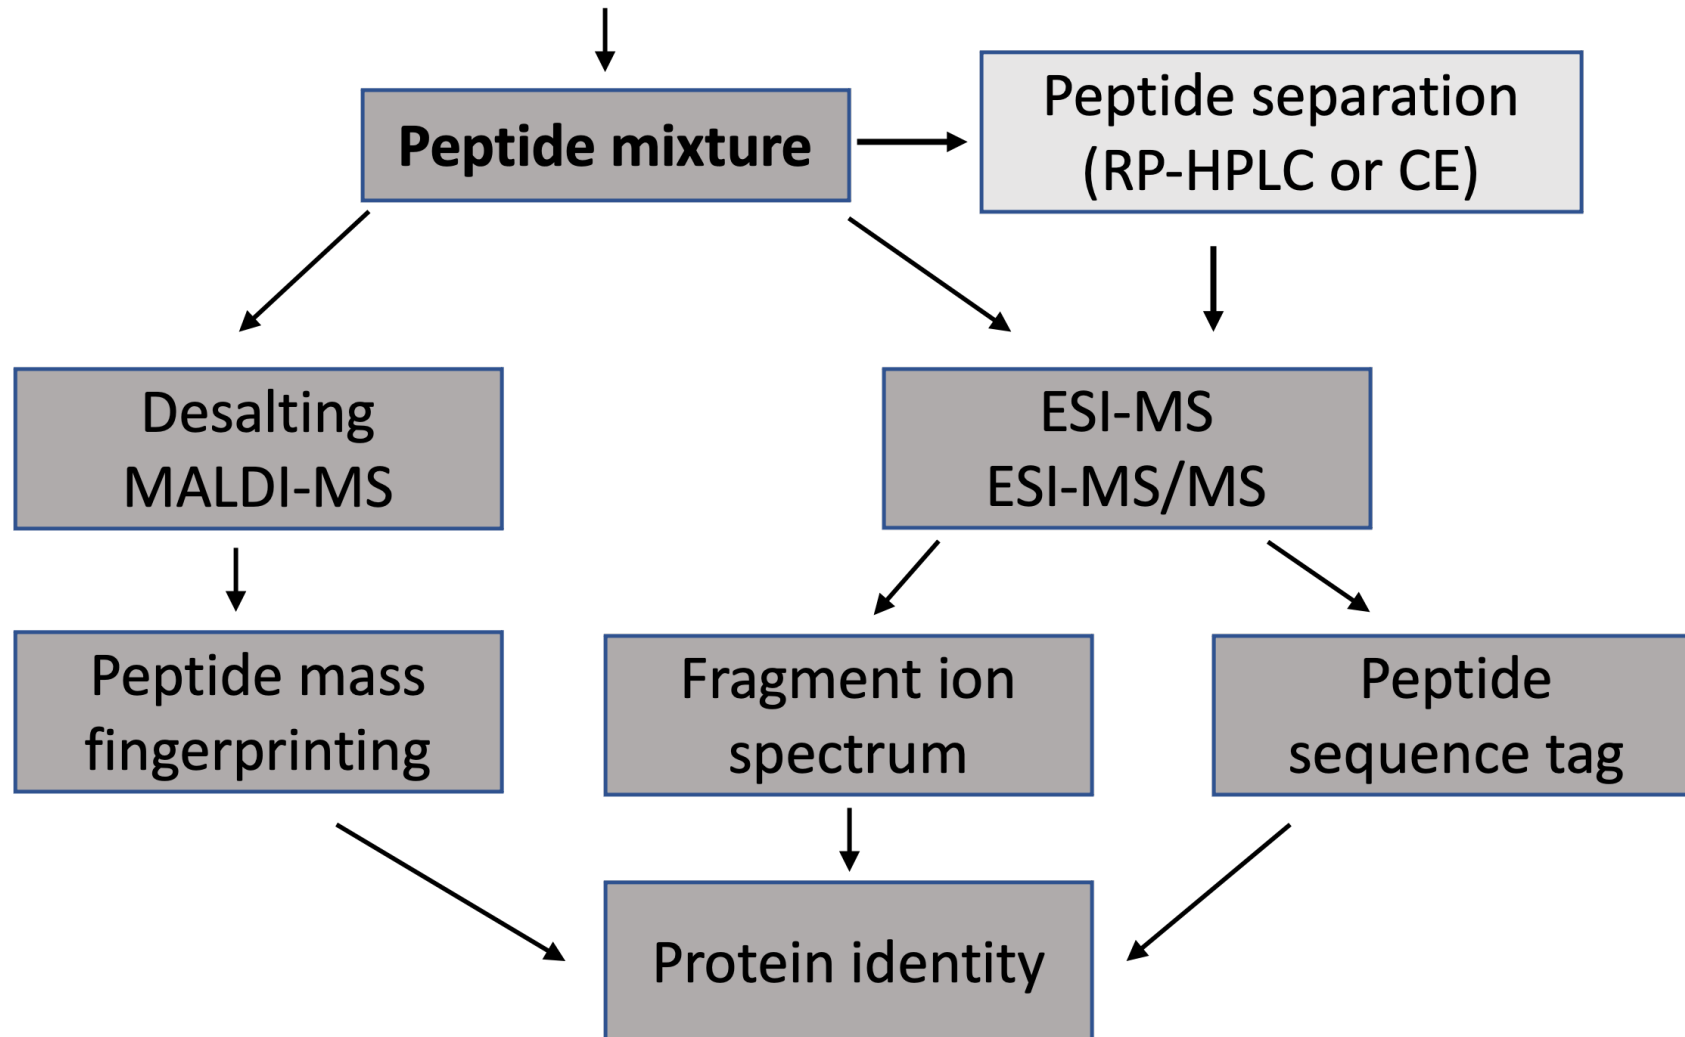 Peptide mixture
Peptide separation
(RP-HPLC or CE)
Desalting
MALDI-MS
ESI-MS
ESI-MS/MS
Peptide mass
fingerprinting
Fragment ion
spectrum
Peptide
sequence tag
Protein identity